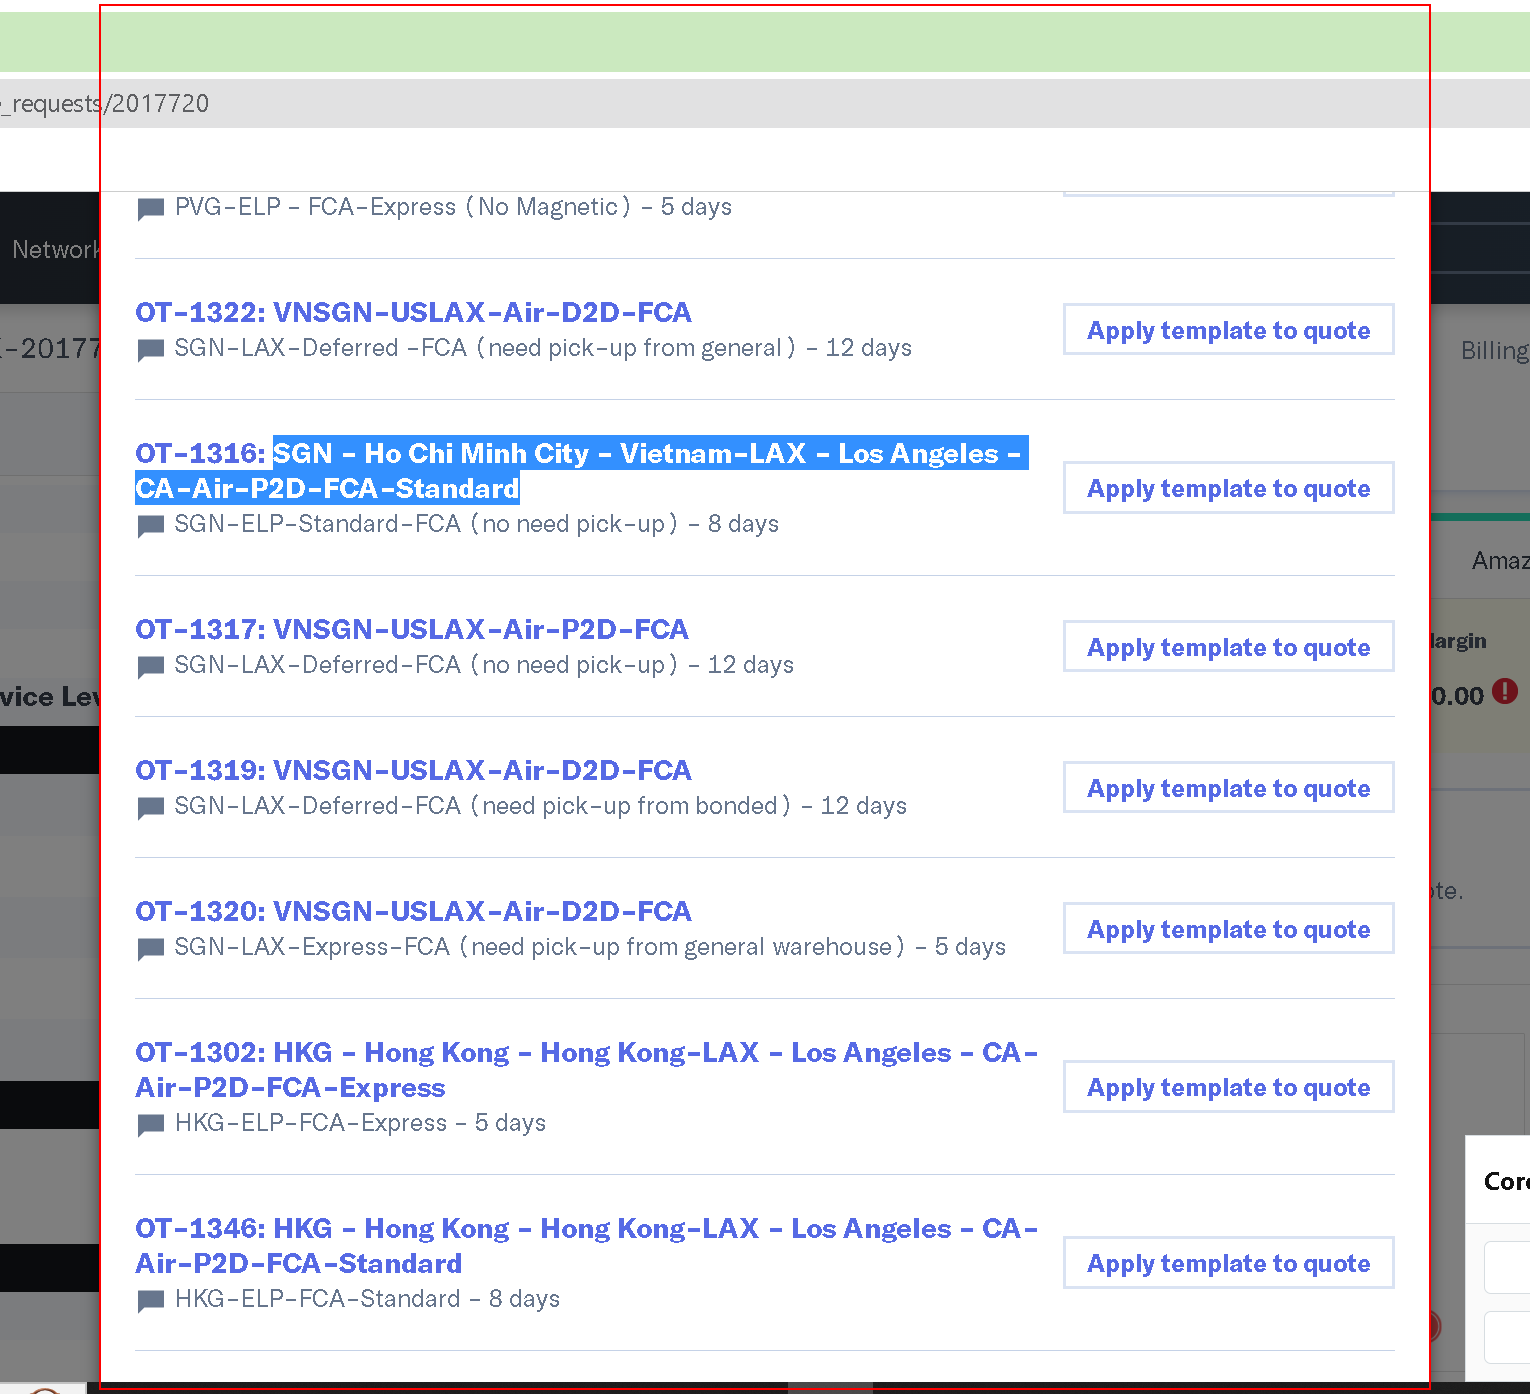 _requests/2017720
PVG-ELP - FCA-Express (No Magnetic) - 5 days
Network
OT-1322: VNSGN-USLAX-Air-D2D-FCA
SGN-LAX-Deferred -FCA (need pick-up from general) - 12 days
Apply template to quote
-20177
Billing
OT-1316: SGN - Ho Chi Minh City - Vietnam-LAX - Los Angeles -
CA-Air-P2D-FCA-Standard
SGN-ELP-Standard-FCA (no need pick-up) - 8 days
Apply template to quote
Amaz
OT-1317: VNSGN-USLAX-Air-P2D-FCA
SGN-LAX-Deferred-FCA (no need pick-up) - 12 days
Apply template to quote
argin
vice Lev
0.00
OT-1319: VNSGN-USLAX-Air-D2D-FCA
SGN-LAX-Deferred-FCA (need pick-up from bonded) - 12 days
Apply template to quote
ote.
OT-1320: VNSGN-USLAX-Air-D2D-FCA
SGN-LAX-Express-FCA (need pick-up from general warehouse) - 5 days
Apply template to quote
OT-1302: HKG - Hong Kong - Hong Kong-LAX - Los Angeles - CA-
Air-P2D-FCA-Express
HKG-ELP-FCA-Express - 5 days
Apply template to quote
Cor
OT-1346: HKG - Hong Kong - Hong Kong-LAX - Los Angeles - CA-
Air-P2D-FCA-Standard
HKG-ELP-FCA-Standard - 8 days
Apply template to quote